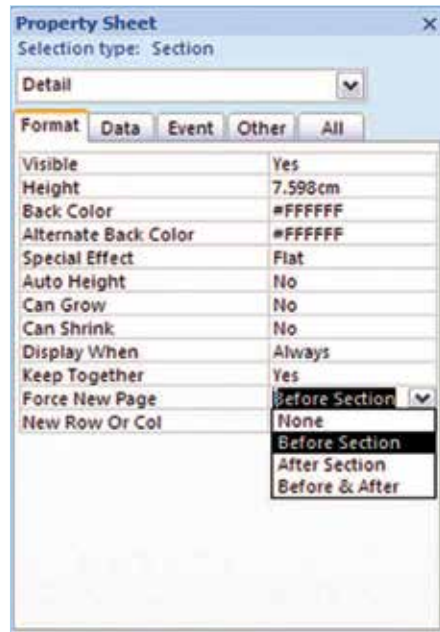 Property Sheet
Selection type: Section
Detail
Format Data Event Other All
Visible Yes
Height 7.598cm
Back Color #FFFFFF
Alternate Back Color #FFFFFF
Special Effect Flat
Auto Height No
Can Grow No
Can Shrink No
Display When Always
Keep Together Yes
Force New Page Before Section
New Row Or Col
None
Before Section
After Section
Before & After